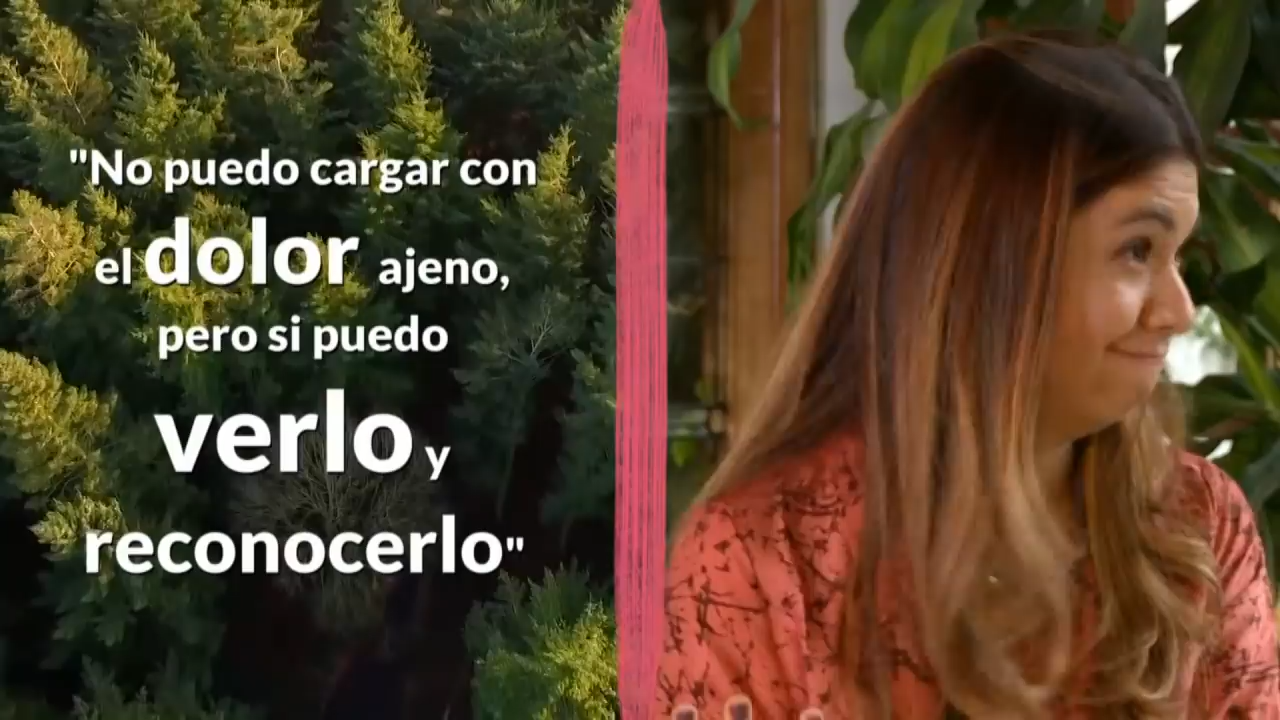 "No puedo cargar con
el dolor ajeno,
pero si puedo
verlo y
reconocerlo"